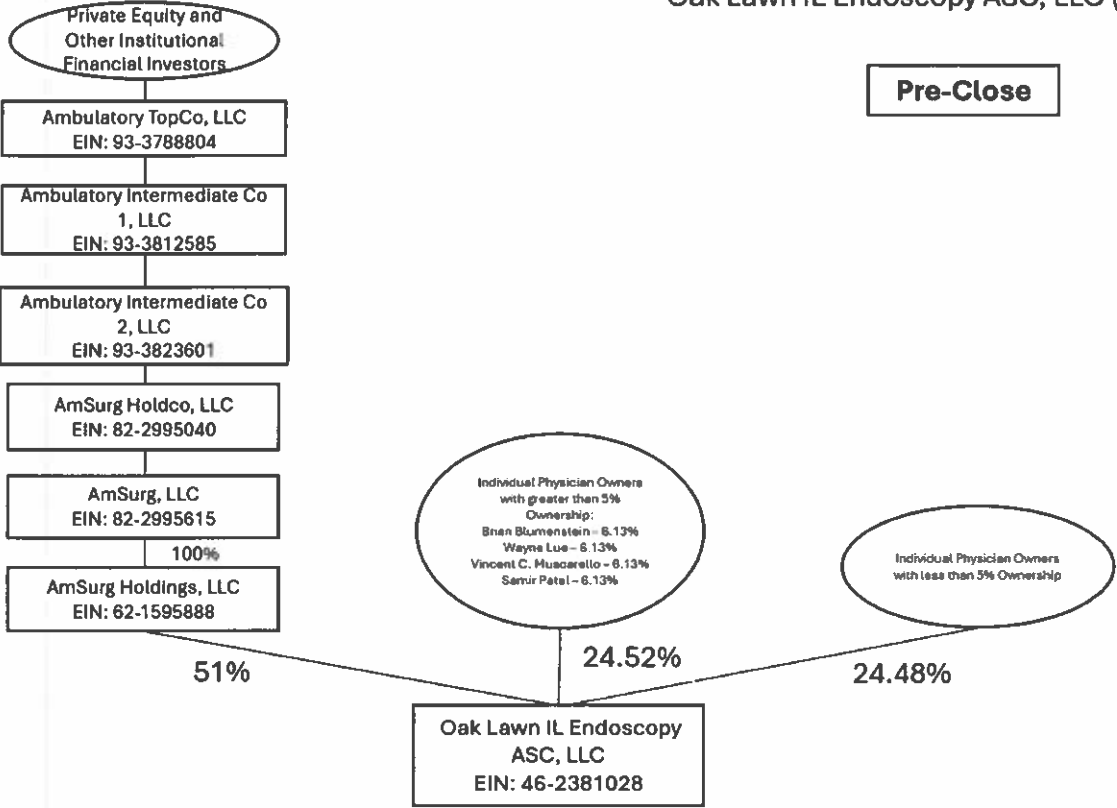 Oak Lawn IL Endoscopy ASC, LLC (
Pre-Close
Private Equity and
Other Institutional
Financial Investors
Ambulatory TopCo, LLC
EIN: 93-3788804
Ambulatory Intermediate Co
1, LLC
EIN: 93-3812585
Ambulatory Intermediate Co
2, LLC
EIN: 93-3823601
AmSurg Holdco, LLC
EIN: 82-2995040
AmSurg, LLC
EIN: 82-2995615
100%
AmSurg Holdings, LLC
EIN: 62-1595888
Individual Physician Owners
with greater than 5%
Ownership:
Brian Blumenstein – 6.13%
Wayne Lue – 6.13%
Vincent C. Muscarello – 6.13%
Samir Patel – 6.13%
Individual Physician Owners
with less than 5% Ownership
51%
24.52%
24.48%
Oak Lawn IL Endoscopy
ASC, LLC
EIN: 46-2381028